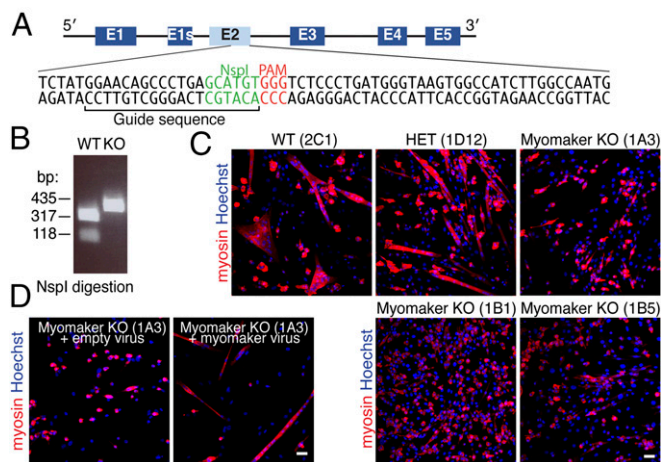 A
5′ E1 E1s E2 E3 E4 E5 3′
NspI PAM
TCTATGGAACAGCCCTGAGCATGTGGGTCTCCCTGATGGGTAAGTGGCCATCTTGGCCAATG
AGATACCTTGTCGGGACTCGTACACCCAGAGGGACTACCCATTCACCGGTAGAACCGGTTAC
Guide sequence
B
WT KO
bp:
435
317
118
NspI digestion
C
WT (2C1) HET (1D12) Myomaker KO (1A3)
myosin Hoechst
Myomaker KO (1B1) Myomaker KO (1B5)
D
Myomaker KO (1A3)
+ empty virus
Myomaker KO (1A3)
+ myomaker virus
myosin Hoechst